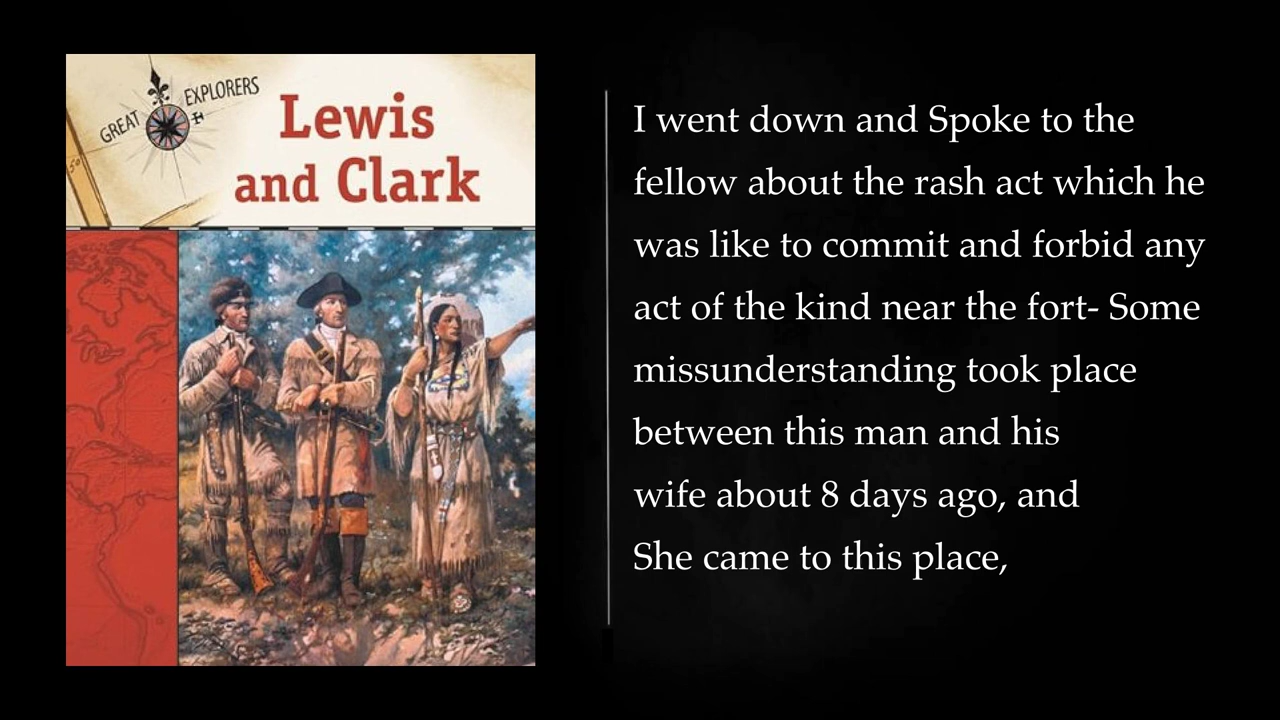 GREAT EXPLORERS
Lewis
and Clark
50
I went down and Spoke to the
fellow about the rash act which he
was like to commit and forbid any
act of the kind near the fort- Some
missunderstanding took place
between this man and his
wife about 8 days ago, and
She came to this place,